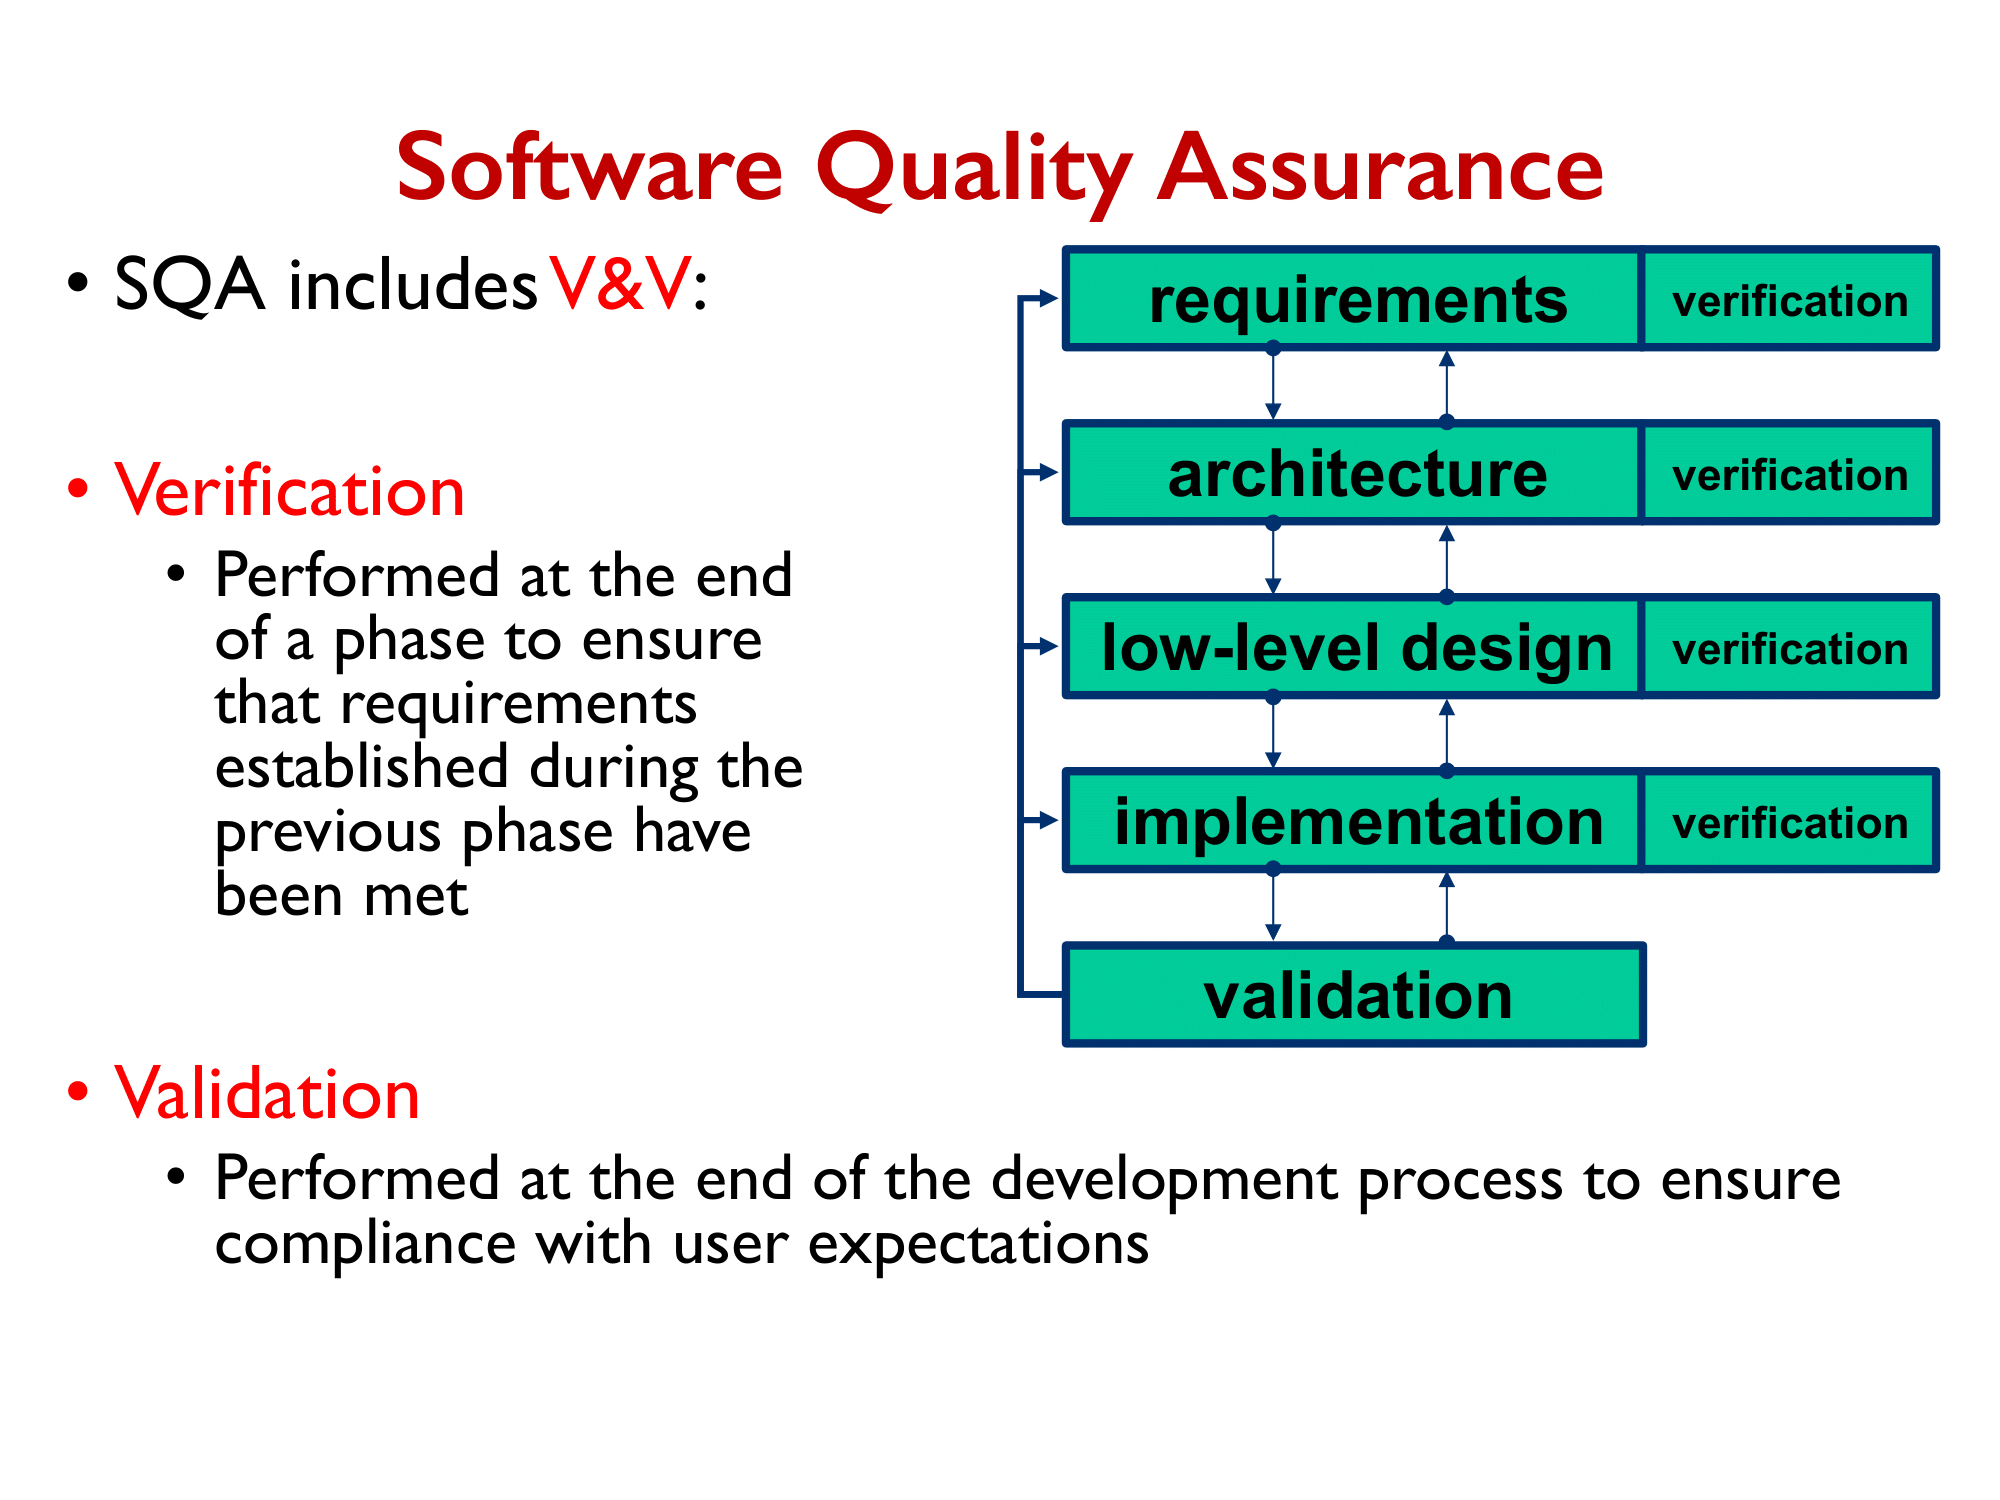 Software Quality Assurance
• SQA includes V&V:
• Verification
• Performed at the end
of a phase to ensure
that requirements
established during the
previous phase have
been met
requirements
verification
architecture
verification
low-level design
verification
implementation
verification
validation
• Validation
• Performed at the end of the development process to ensure
compliance with user expectations